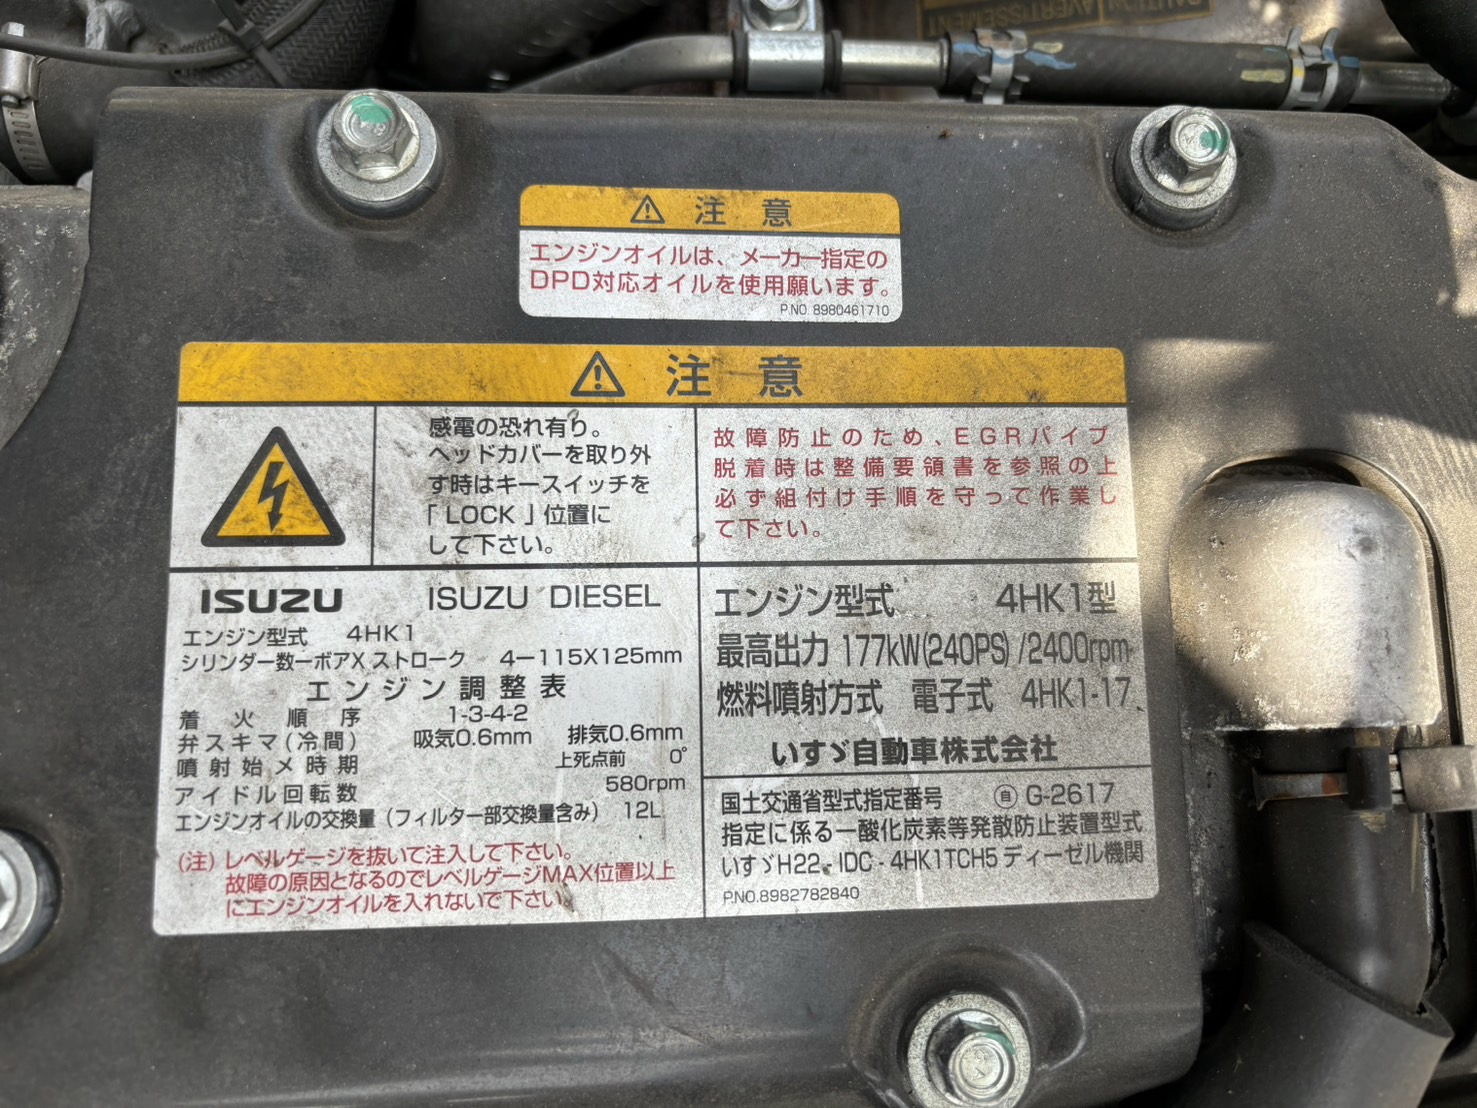 CAUTION AVERTISSEMENT
⚠ 注 意
エンジンオイルは、メーカー指定の
DPD対応オイルを使用願います。
P.NO. 8980461710
⚠ 注 意
感電の恐れ有り。
ヘッドカバーを取り外
す時はキースイッチを
「LOCK」位置に
して下さい。
故障防止のため、EGRパイプ
脱着時は整備要領書を参照の上
必ず組付け手順を守って作業し
て下さい。
ISUZU ISUZU DIESEL
エンジン型式 4HK1
シリンダー数ーボアX ストローク 4ー115X125mm
エンジン調整表
着火順序 1-3-4-2
弁スキマ(冷間) 吸気0.6mm 排気0.6mm
噴射始メ時期 上死点前 0°
アイドル回転数 580rpm
エンジンオイルの交換量（フィルター部交換量含み） 12L
(注) レベルゲージを抜いて注入して下さい。
故障の原因となるのでレベルゲージMAX位置以上
にエンジンオイルを入れないで下さい。
エンジン型式 4HK1型
最高出力 177kW(240PS)/2400rpm
燃料噴射方式 電子式 4HK1-17
いすゞ自動車株式会社
国土交通省型式指定番号 ㊀自 G-2617
指定に係る一酸化炭素等発散防止装置型式
いすゞH22-IDC-4HK1TCH5 ディーゼル機関
P.NO.8982782840